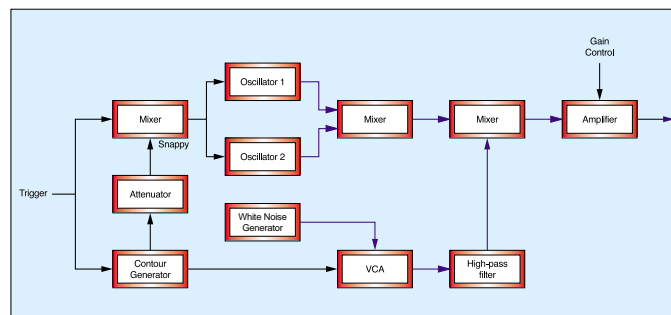 Gain
Control
Oscillator 1
Mixer
Snappy
Mixer
Mixer
Amplifier
Oscillator 2
Trigger
Attenuator
White Noise
Generator
Contour
Generator
VCA
High-pass
filter